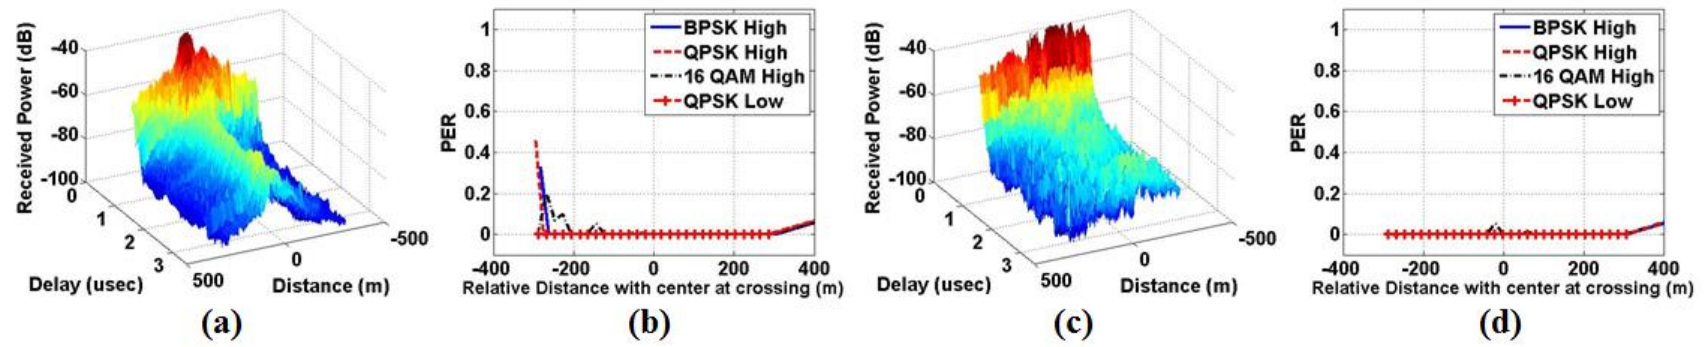 Received Power (dB)
-40
-60
-80
-100
0
1
2
3
Delay (usec)
500
0
-500
Distance (m)
(a)
PER
1
0.8
0.6
0.4
0.2
0
BPSK High
QPSK High
16 QAM High
QPSK Low
-400 -200 0 200 400
Relative Distance with center at crossing (m)
(b)
Received Power (dB)
-40
-60
-80
-100
0
1
2
3
Delay (usec)
500
0
-500
Distance (m)
(c)
PER
1
0.8
0.6
0.4
0.2
0
BPSK High
QPSK High
16 QAM High
QPSK Low
-400 -200 0 200 400
Relative Distance with center at crossing (m)
(d)